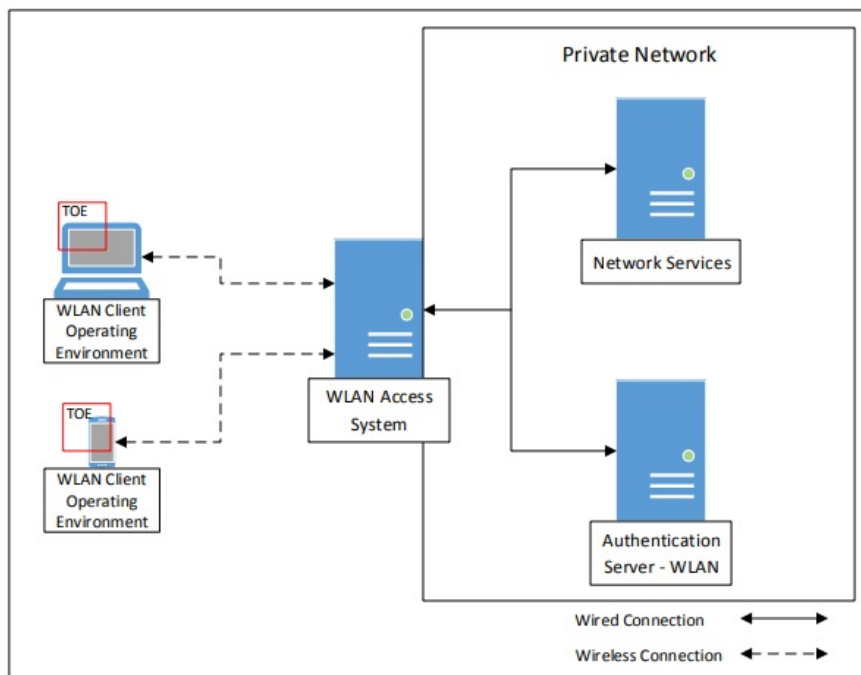 Private Network
TOE
WLAN Client
Operating
Environment
TOE
WLAN Client
Operating
Environment
WLAN Access
System
Network Services
Authentication
Server - WLAN
Wired Connection
Wireless Connection